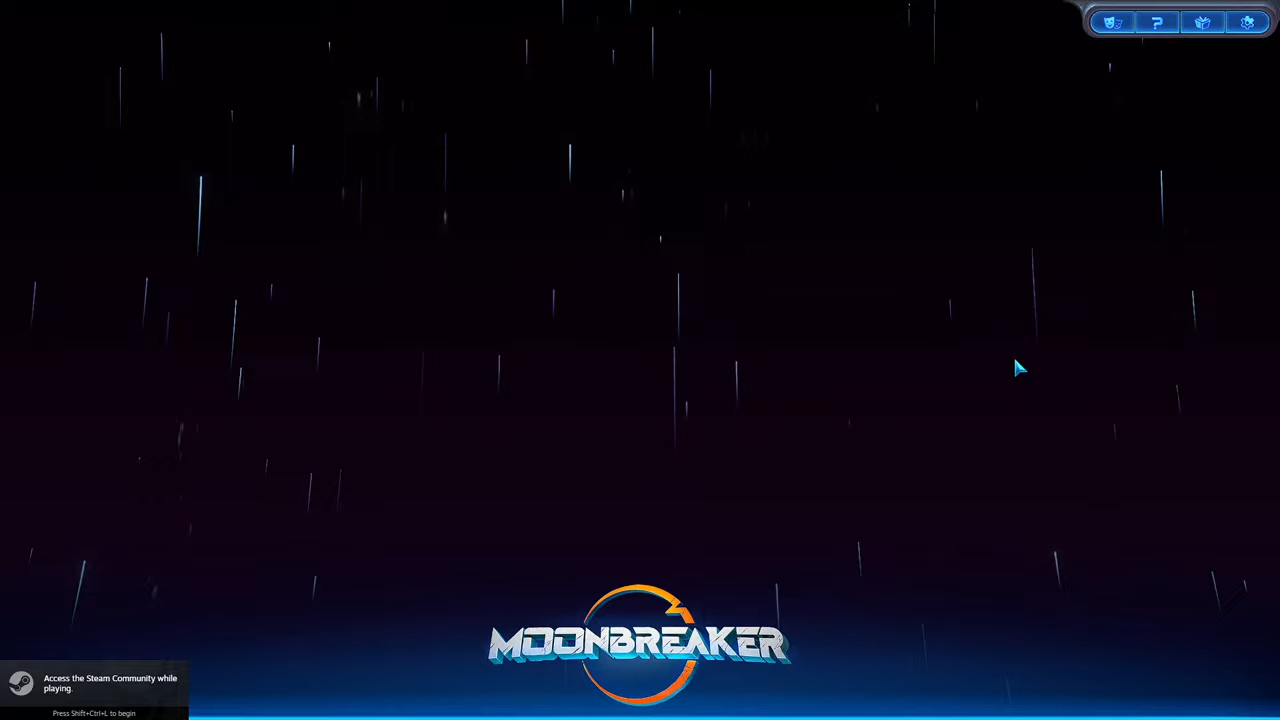 MOONBREAKER
Access the Steam Community while
playing.
Press Shift+Ctrl+L to begin